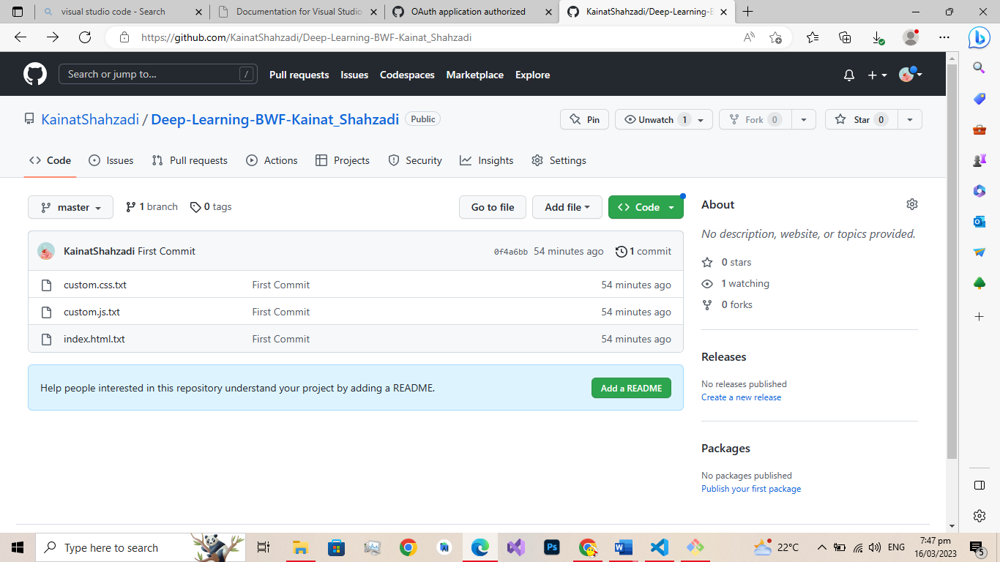 visual studio code - Search
Documentation for Visual Studio
OAuth application authorized
KainatShahzadi/Deep-Learning-B
https://github.com/KainatShahzadi/Deep-Learning-BWF-Kainat_Shahzadi
Search or jump to... /
Pull requests Issues Codespaces Marketplace Explore
KainatShahzadi / Deep-Learning-BWF-Kainat_Shahzadi Public
Pin Unwatch 1 Fork 0 Star 0
Code Issues Pull requests Actions Projects Security Insights Settings
master 1 branch 0 tags Go to file Add file Code
KainatShahzadi First Commit 0f4a6bb 54 minutes ago 1 commit
custom.css.txt First Commit 54 minutes ago
custom.js.txt First Commit 54 minutes ago
index.html.txt First Commit 54 minutes ago
Help people interested in this repository understand your project by adding a README. Add a README
About
No description, website, or topics provided.
0 stars
1 watching
0 forks
Releases
No releases published
Create a new release
Packages
No packages published
Publish your first package
Type here to search
Ps
22°C
ENG
7:47 pm
16/03/2023
5